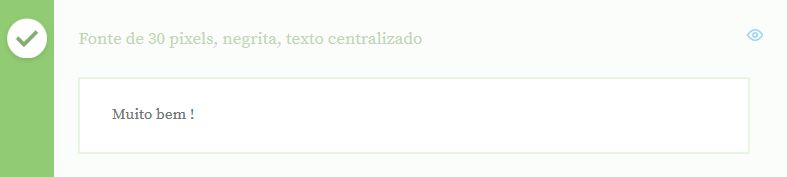 Fonte de 30 pixels, negrita, texto centralizado
Muito bem !